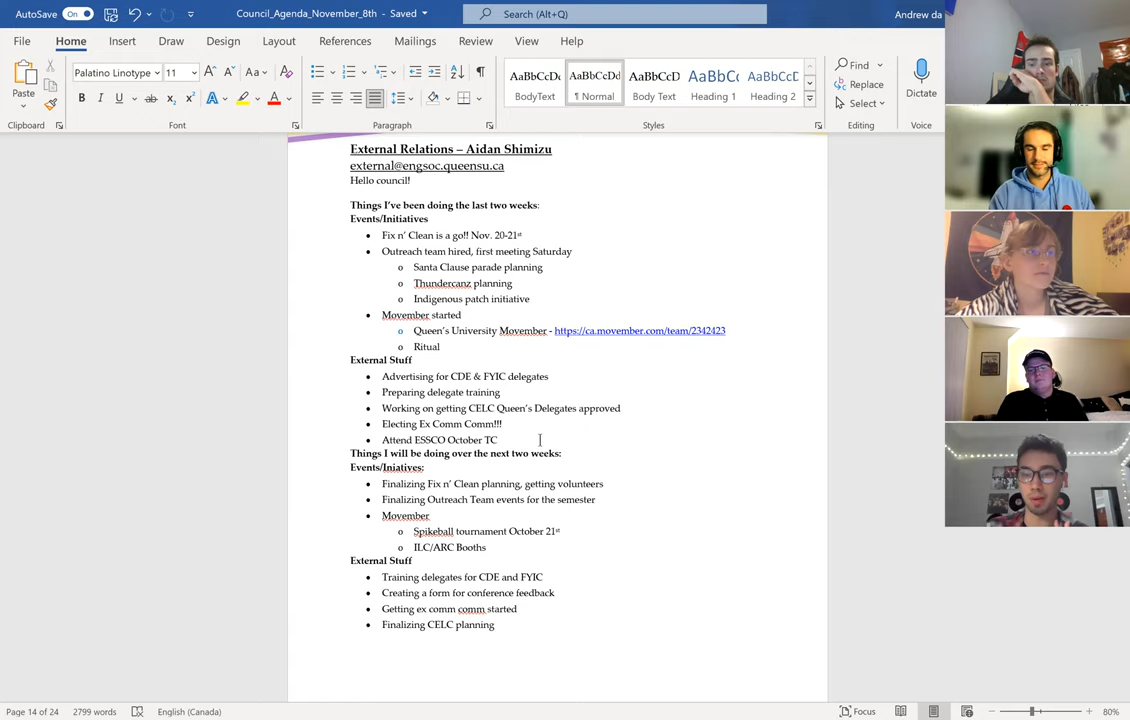 AutoSave On Council_Agenda_November_8th - Saved Search (Alt+Q) Andrew da
File Home Insert Draw Design Layout References Mailings Review View Help
Palatino Linotype 11 A A Aa A AaBbCcDd AaBbCcDd AaBbCcD AaBbCc AaBbCcD Find
Paste Replace Dictate
B I U ab x₂ x² A A BodyText ¶ Normal Body Text Heading 1 Heading 2 Select
Clipboard Font Paragraph Styles Editing Voice
External Relations – Aidan Shimizu
external@engsoc.queensu.ca
Hello council!
Things I've been doing the last two weeks:
Events/Initiatives
• Fix n' Clean is a go!! Nov. 20-21st
• Outreach team hired, first meeting Saturday
o Santa Clause parade planning
o Thundercanz planning
o Indigenous patch initiative
• Movember started
o Queen's University Movember - https://ca.movember.com/team/2342423
o Ritual
External Stuff
• Advertising for CDE & FYIC delegates
• Preparing delegate training
• Working on getting CELC Queen's Delegates approved
• Electing Ex Comm Comm!!!
• Attend ESSCO October TC
Things I will be doing over the next two weeks:
Events/Iniatives:
• Finalizing Fix n' Clean planning, getting volunteers
• Finalizing Outreach Team events for the semester
• Movember
o Spikeball tournament October 21st
o ILC/ARC Booths
External Stuff
• Training delegates for CDE and FYIC
• Creating a form for conference feedback
• Getting ex comm comm started
• Finalizing CELC planning
Page 14 of 24 2799 words English (Canada) Focus 80%